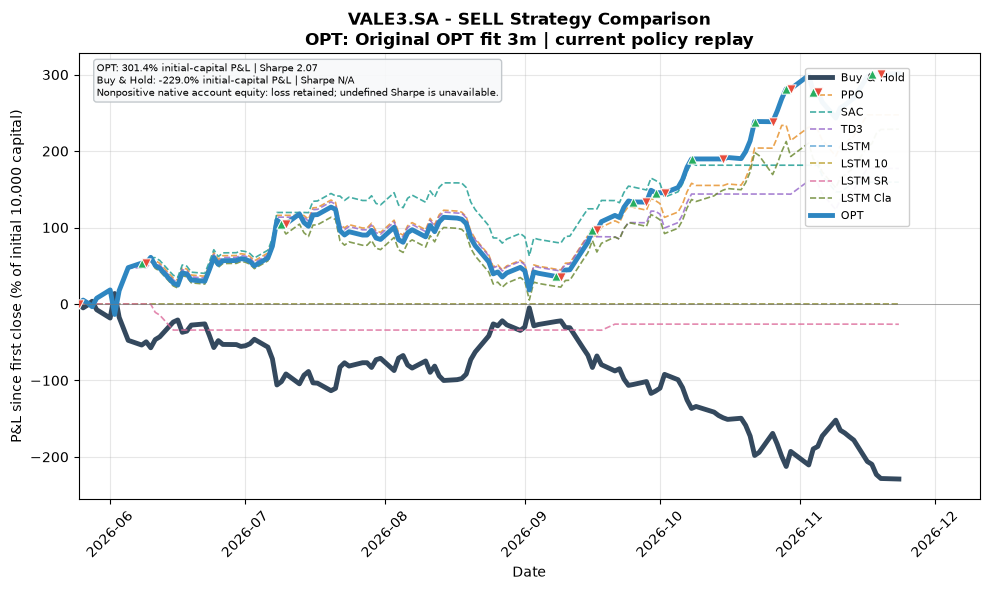 VALE3.SA - SELL Strategy Comparison
OPT: Original OPT fit 3m | current policy replay
OPT: 301.4% initial-capital P&L | Sharpe 2.07
Buy & Hold: -229.0% initial-capital P&L | Sharpe N/A
Nonpositive native account equity: loss retained; undefined Sharpe is unavailable.
Buy & Hold
PPO
SAC
TD3
LSTM
LSTM 10
LSTM SR
LSTM Cla
OPT
P&L since first close (% of initial 10,000 capital)
300
200
100
0
−100
−200
2026-06
2026-07
2026-08
2026-09
2026-10
2026-11
2026-12
Date